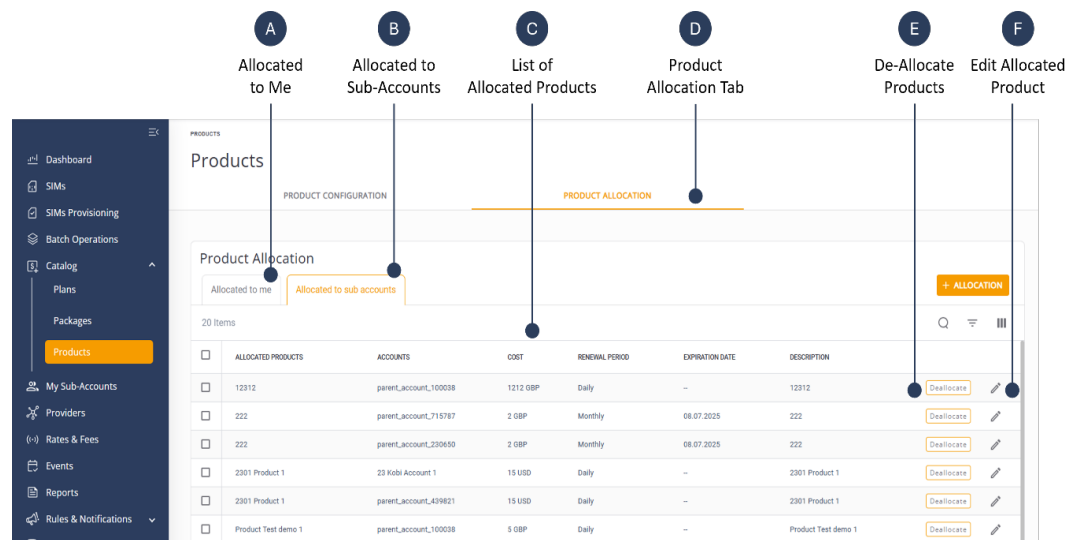 A B C D E F
Allocated to Me
Allocated to Sub-Accounts
List of Allocated Products
Product Allocation Tab
De-Allocate Products
Edit Allocated Product
Dashboard
SIMs
SIMs Provisioning
Batch Operations
Catalog
Plans
Packages
Products
My Sub-Accounts
Providers
Rates & Fees
Events
Reports
Rules & Notifications
PRODUCTS
Products
PRODUCT CONFIGURATION PRODUCT ALLOCATION
Product Allocation
Allocated to me Allocated to sub accounts
+ ALLOCATION
20 Items
ALLOCATED PRODUCTS ACCOUNTS COST RENEWAL PERIOD EXPIRATION DATE DESCRIPTION
12312 parent_account_100038 1212 GBP Daily – 12312 Deallocate
222 parent_account_715787 2 GBP Monthly 08.07.2025 222 Deallocate
222 parent_account_230650 2 GBP Monthly 08.07.2025 222 Deallocate
2301 Product 1 23 Kobi Account 1 15 USD Daily – 2301 Product 1 Deallocate
2301 Product 1 parent_account_439821 15 USD Daily – 2301 Product 1 Deallocate
Product Test demo 1 parent_account_100038 5 GBP Daily – Product Test demo 1 Deallocate